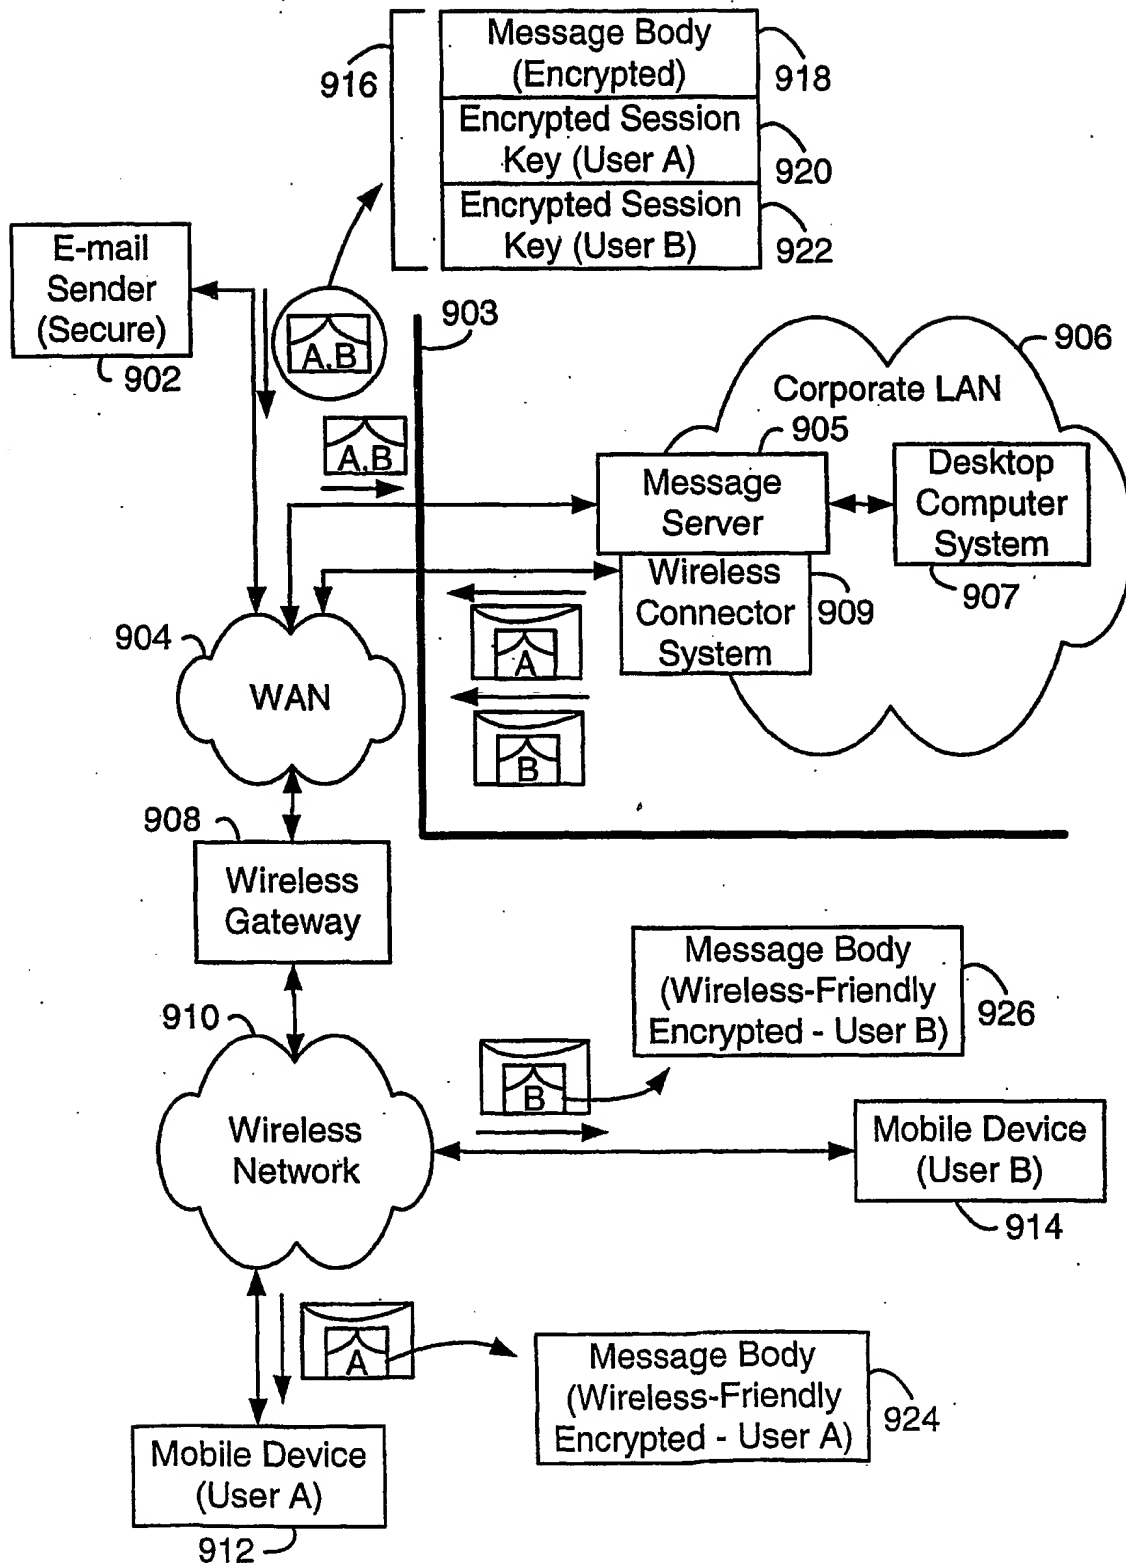 916
Message Body
(Encrypted)
918
Encrypted Session
Key (User A)
920
Encrypted Session
Key (User B)
922
E-mail
Sender
(Secure)
902
A,B
903
906
Corporate LAN
905
A,B
Message
Server
Desktop
Computer
System
907
Wireless
Connector
System
909
904
WAN
A
B
908
Wireless
Gateway
Message Body
(Wireless-Friendly
Encrypted - User B)
926
910
B
Wireless
Network
Mobile Device
(User B)
914
A
Message Body
(Wireless-Friendly
Encrypted - User A)
924
Mobile Device
(User A)
912